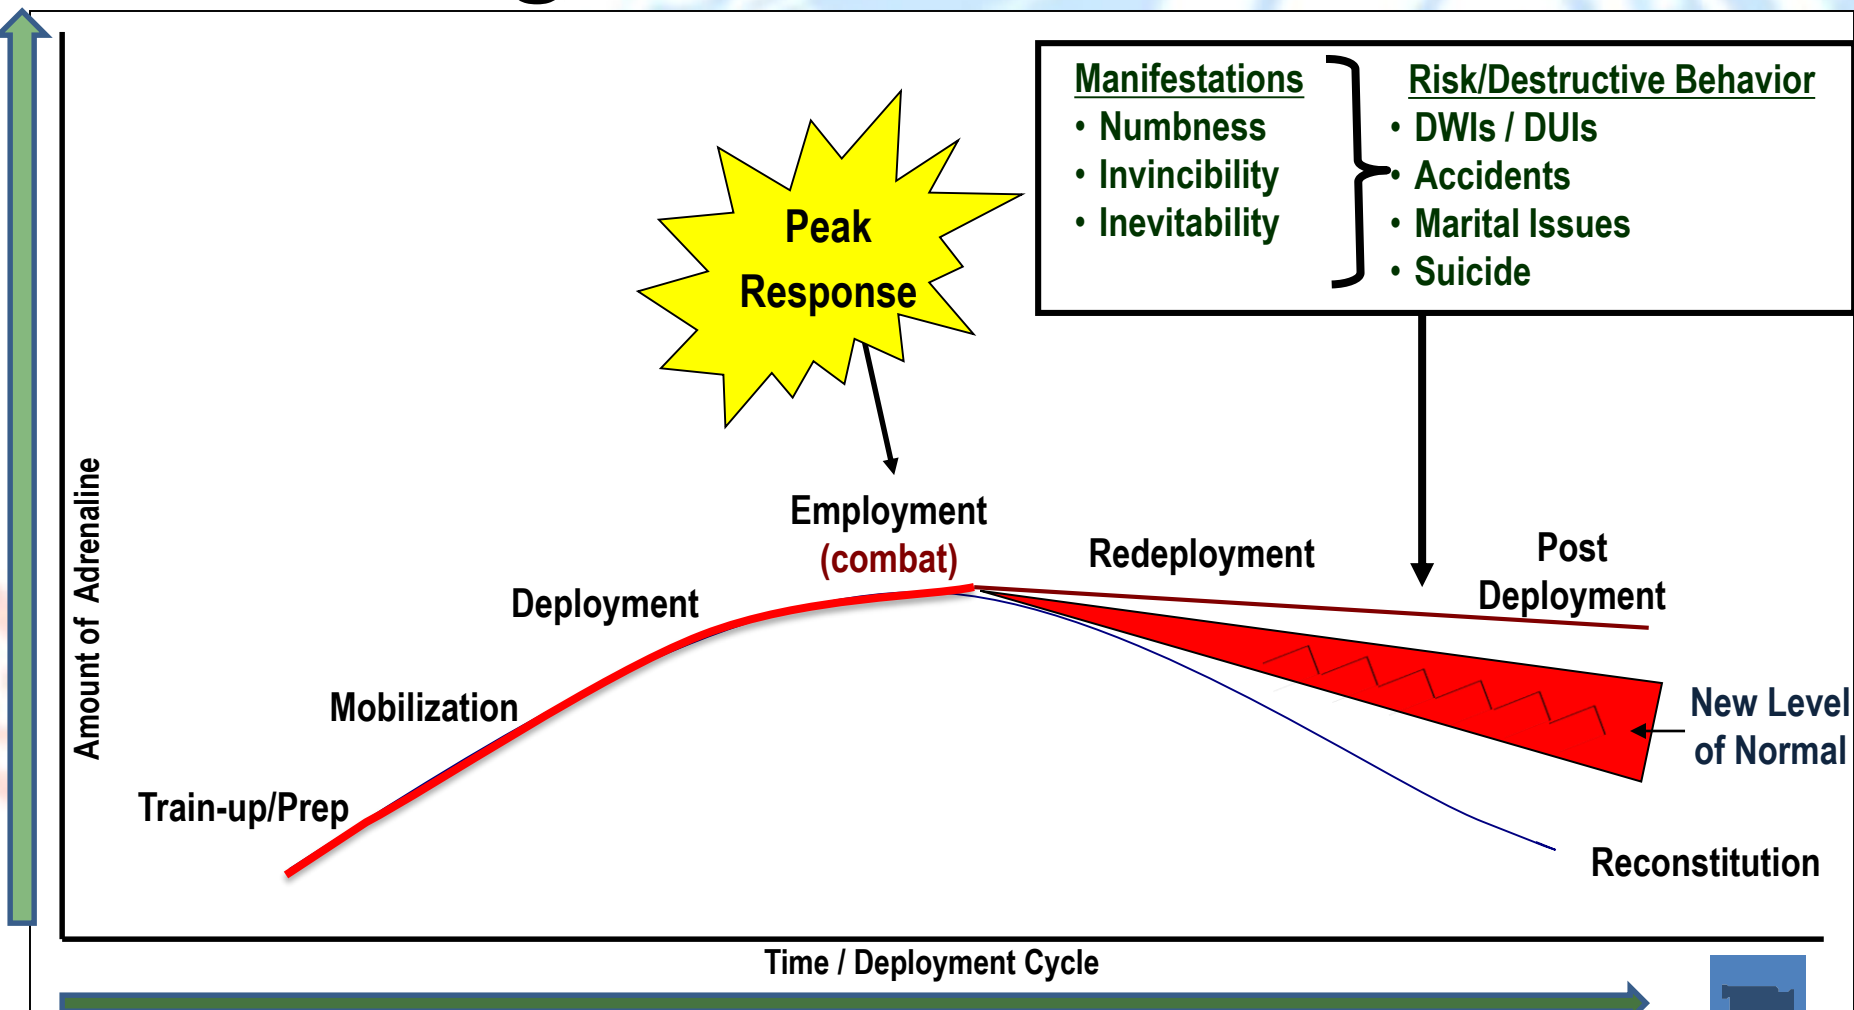 Manifestations
• Numbness
• Invincibility
• Inevitability
Risk/Destructive Behavior
• DWIs / DUIs
• Accidents
• Marital Issues
• Suicide
Peak
Response
Employment
(combat)
Redeployment
Post
Deployment
Deployment
Mobilization
Train-up/Prep
New Level
of Normal
Reconstitution
Amount of Adrenaline
Time / Deployment Cycle